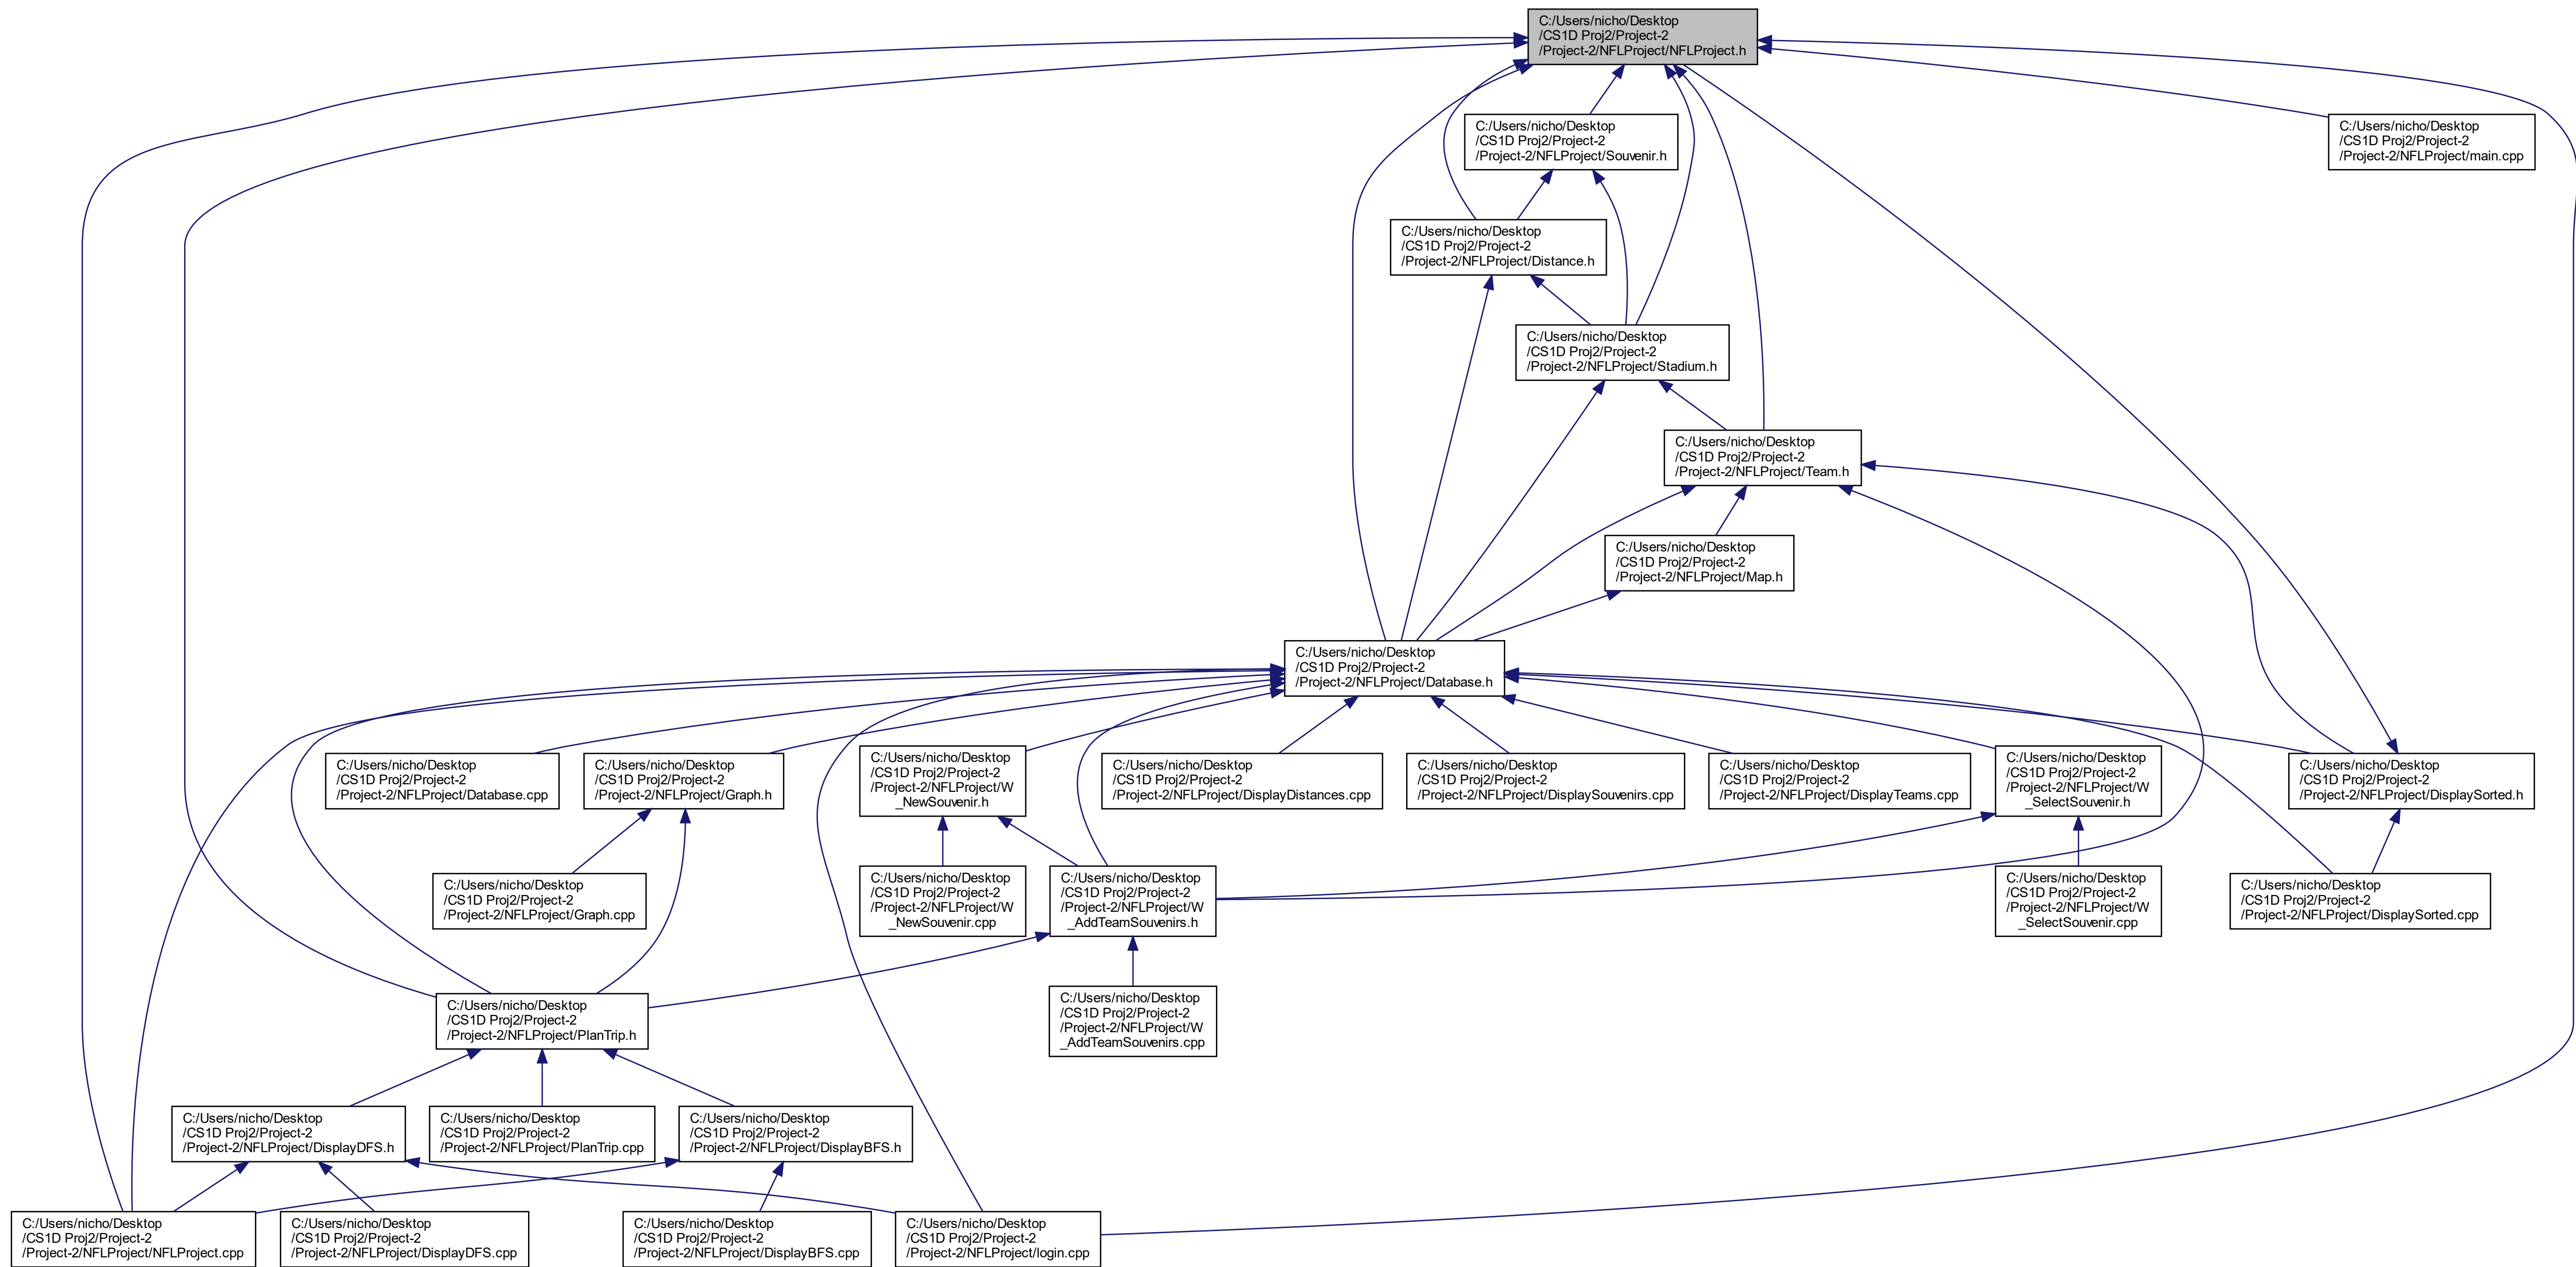 C:/Users/nicho/Desktop
/CS1D Proj2/Project-2
/Project-2/NFLProject/NFLProject.h
C:/Users/nicho/Desktop
/CS1D Proj2/Project-2
/Project-2/NFLProject/Souvenir.h
C:/Users/nicho/Desktop
/CS1D Proj2/Project-2
/Project-2/NFLProject/main.cpp
C:/Users/nicho/Desktop
/CS1D Proj2/Project-2
/Project-2/NFLProject/Distance.h
C:/Users/nicho/Desktop
/CS1D Proj2/Project-2
/Project-2/NFLProject/Stadium.h
C:/Users/nicho/Desktop
/CS1D Proj2/Project-2
/Project-2/NFLProject/Team.h
C:/Users/nicho/Desktop
/CS1D Proj2/Project-2
/Project-2/NFLProject/Map.h
C:/Users/nicho/Desktop
/CS1D Proj2/Project-2
/Project-2/NFLProject/Database.h
C:/Users/nicho/Desktop
/CS1D Proj2/Project-2
/Project-2/NFLProject/Database.cpp
C:/Users/nicho/Desktop
/CS1D Proj2/Project-2
/Project-2/NFLProject/Graph.h
C:/Users/nicho/Desktop
/CS1D Proj2/Project-2
/Project-2/NFLProject/W
_NewSouvenir.h
C:/Users/nicho/Desktop
/CS1D Proj2/Project-2
/Project-2/NFLProject/DisplayDistances.cpp
C:/Users/nicho/Desktop
/CS1D Proj2/Project-2
/Project-2/NFLProject/DisplaySouvenirs.cpp
C:/Users/nicho/Desktop
/CS1D Proj2/Project-2
/Project-2/NFLProject/DisplayTeams.cpp
C:/Users/nicho/Desktop
/CS1D Proj2/Project-2
/Project-2/NFLProject/W
_SelectSouvenir.h
C:/Users/nicho/Desktop
/CS1D Proj2/Project-2
/Project-2/NFLProject/DisplaySorted.h
C:/Users/nicho/Desktop
/CS1D Proj2/Project-2
/Project-2/NFLProject/Graph.cpp
C:/Users/nicho/Desktop
/CS1D Proj2/Project-2
/Project-2/NFLProject/W
_NewSouvenir.cpp
C:/Users/nicho/Desktop
/CS1D Proj2/Project-2
/Project-2/NFLProject/W
_AddTeamSouvenirs.h
C:/Users/nicho/Desktop
/CS1D Proj2/Project-2
/Project-2/NFLProject/W
_SelectSouvenir.cpp
C:/Users/nicho/Desktop
/CS1D Proj2/Project-2
/Project-2/NFLProject/DisplaySorted.cpp
C:/Users/nicho/Desktop
/CS1D Proj2/Project-2
/Project-2/NFLProject/PlanTrip.h
C:/Users/nicho/Desktop
/CS1D Proj2/Project-2
/Project-2/NFLProject/W
_AddTeamSouvenirs.cpp
C:/Users/nicho/Desktop
/CS1D Proj2/Project-2
/Project-2/NFLProject/DisplayDFS.h
C:/Users/nicho/Desktop
/CS1D Proj2/Project-2
/Project-2/NFLProject/PlanTrip.cpp
C:/Users/nicho/Desktop
/CS1D Proj2/Project-2
/Project-2/NFLProject/DisplayBFS.h
C:/Users/nicho/Desktop
/CS1D Proj2/Project-2
/Project-2/NFLProject/NFLProject.cpp
C:/Users/nicho/Desktop
/CS1D Proj2/Project-2
/Project-2/NFLProject/DisplayDFS.cpp
C:/Users/nicho/Desktop
/CS1D Proj2/Project-2
/Project-2/NFLProject/DisplayBFS.cpp
C:/Users/nicho/Desktop
/CS1D Proj2/Project-2
/Project-2/NFLProject/login.cpp